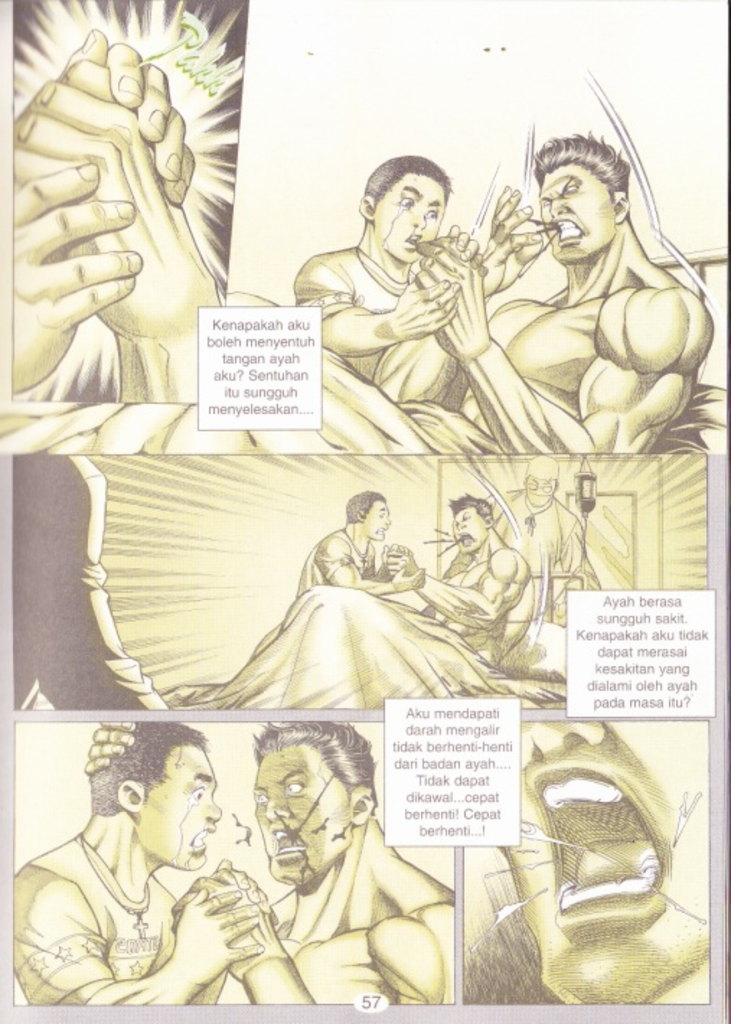 Pakk
Kenapakah aku
boleh menyentuh
tangan ayah
aku? Sentuhan
itu sungguh
menyelesakan....
Ayah berasa
sungguh sakit.
Kenapakah aku tidak
dapat merasai
kesakitan yang
dialami oleh ayah
pada masa itu?
Aku mendapati
darah mengalir
tidak berhenti-henti
dari badan ayah....
Tidak dapat
dikawal...cepat
berhenti! Cepat
berhenti...!
57